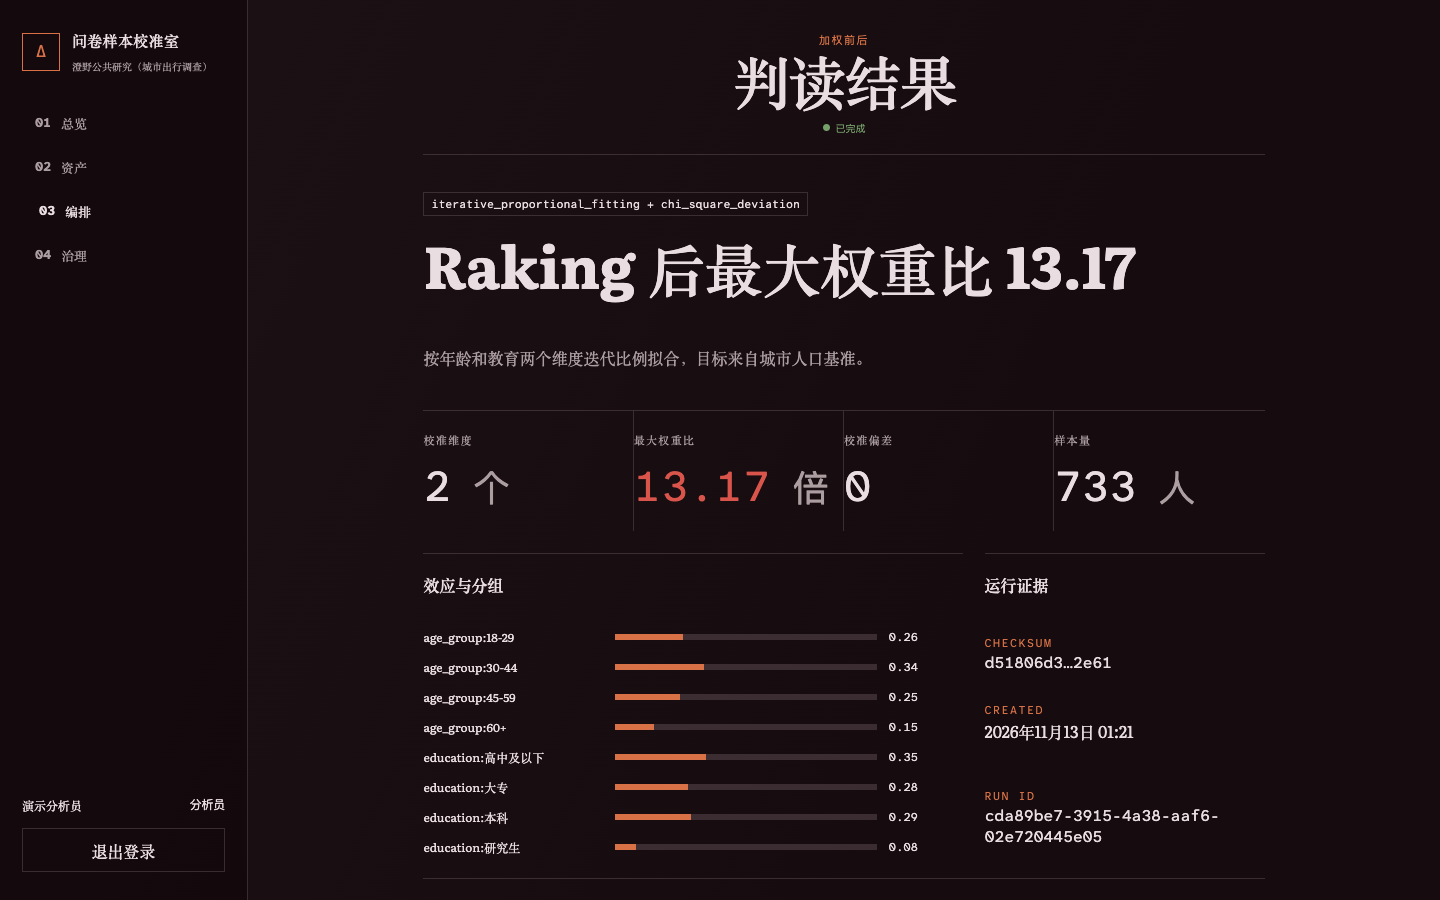 Δ
问卷样本校准室
澄野公共研究（城市出行调查）
01 总览
02 资产
03 编排
04 治理
演示分析员 分析员
退出登录
加权前后
判读结果
已完成
iterative_proportional_fitting + chi_square_deviation
Raking 后最大权重比 13.17
按年龄和教育两个维度迭代比例拟合，目标来自城市人口基准。
校准维度
2 个
最大权重比
13.17 倍
校准偏差
0
样本量
733 人
效应与分组
age_group:18-29 0.26
age_group:30-44 0.34
age_group:45-59 0.25
age_group:60+ 0.15
education:高中及以下 0.35
education:大专 0.28
education:本科 0.29
education:研究生 0.08
运行证据
CHECKSUM
d51806d3…2e61
CREATED
2026年11月13日 01:21
RUN ID
cda89be7-3915-4a38-aaf6-
02e720445e05